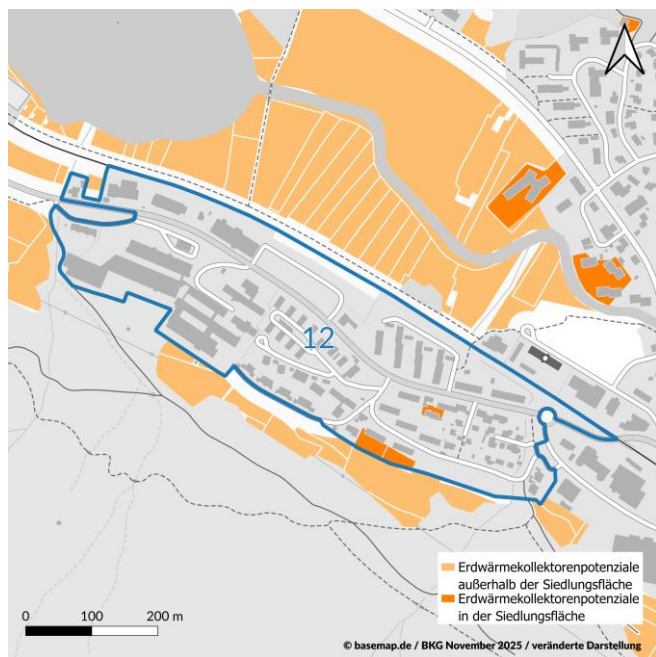 12
Erdwärmekollektorenpotenziale
außerhalb der Siedlungsfläche
Erdwärmekollektorenpotenziale
in der Siedlungsfläche
0 100 200 m
© basemap.de / BKG November 2025 / veränderte Darstellung